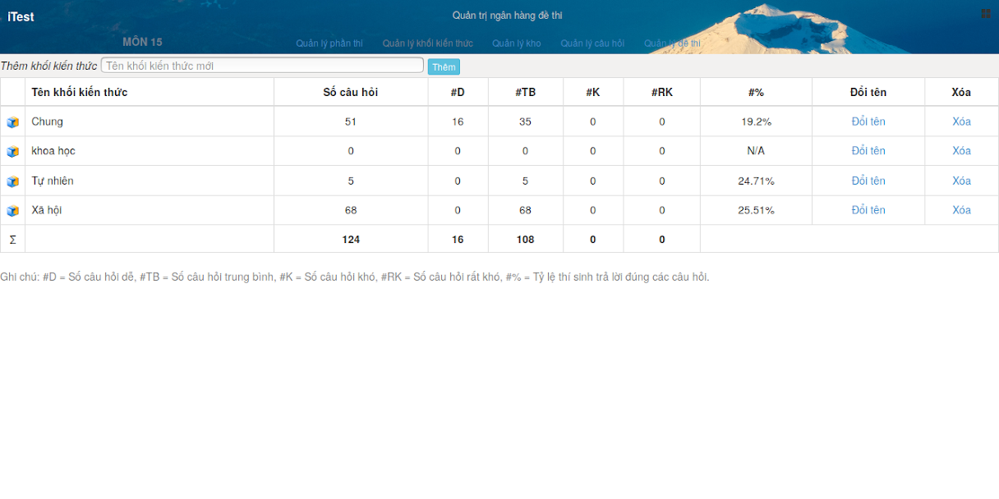 iTest
Quản trị ngân hàng đề thi
MÔN 15 Quản lý phần thi Quản lý khối kiến thức Quản lý kho Quản lý câu hỏi Quản lý đề thi
Thêm khối kiến thức Tên khối kiến thức mới Thêm
Tên khối kiến thức Số câu hỏi #D #TB #K #RK #% Đổi tên Xóa
Chung 51 16 35 0 0 19.2% Đổi tên Xóa
khoa học 0 0 0 0 0 N/A Đổi tên Xóa
Tự nhiên 5 0 5 0 0 24.71% Đổi tên Xóa
Xã hội 68 0 68 0 0 25.51% Đổi tên Xóa
Σ 124 16 108 0 0
Ghi chú: #D = Số câu hỏi dễ, #TB = Số câu hỏi trung bình, #K = Số câu hỏi khó, #RK = Số câu hỏi rất khó, #% = Tỷ lệ thí sinh trả lời đúng các câu hỏi.